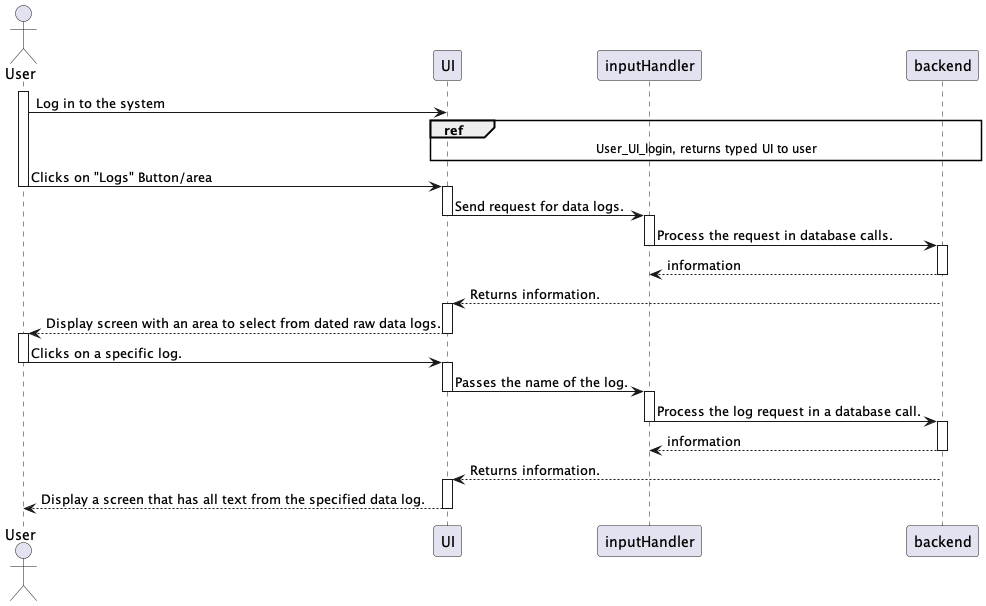 User
UI
inputHandler
backend
Log in to the system
ref
User_UI_login, returns typed UI to user
Clicks on "Logs" Button/area
Send request for data logs.
Process the request in database calls.
information
Returns information.
Display screen with an area to select from dated raw data logs.
Clicks on a specific log.
Passes the name of the log.
Process the log request in a database call.
information
Returns information.
Display a screen that has all text from the specified data log.
User
UI
inputHandler
backend